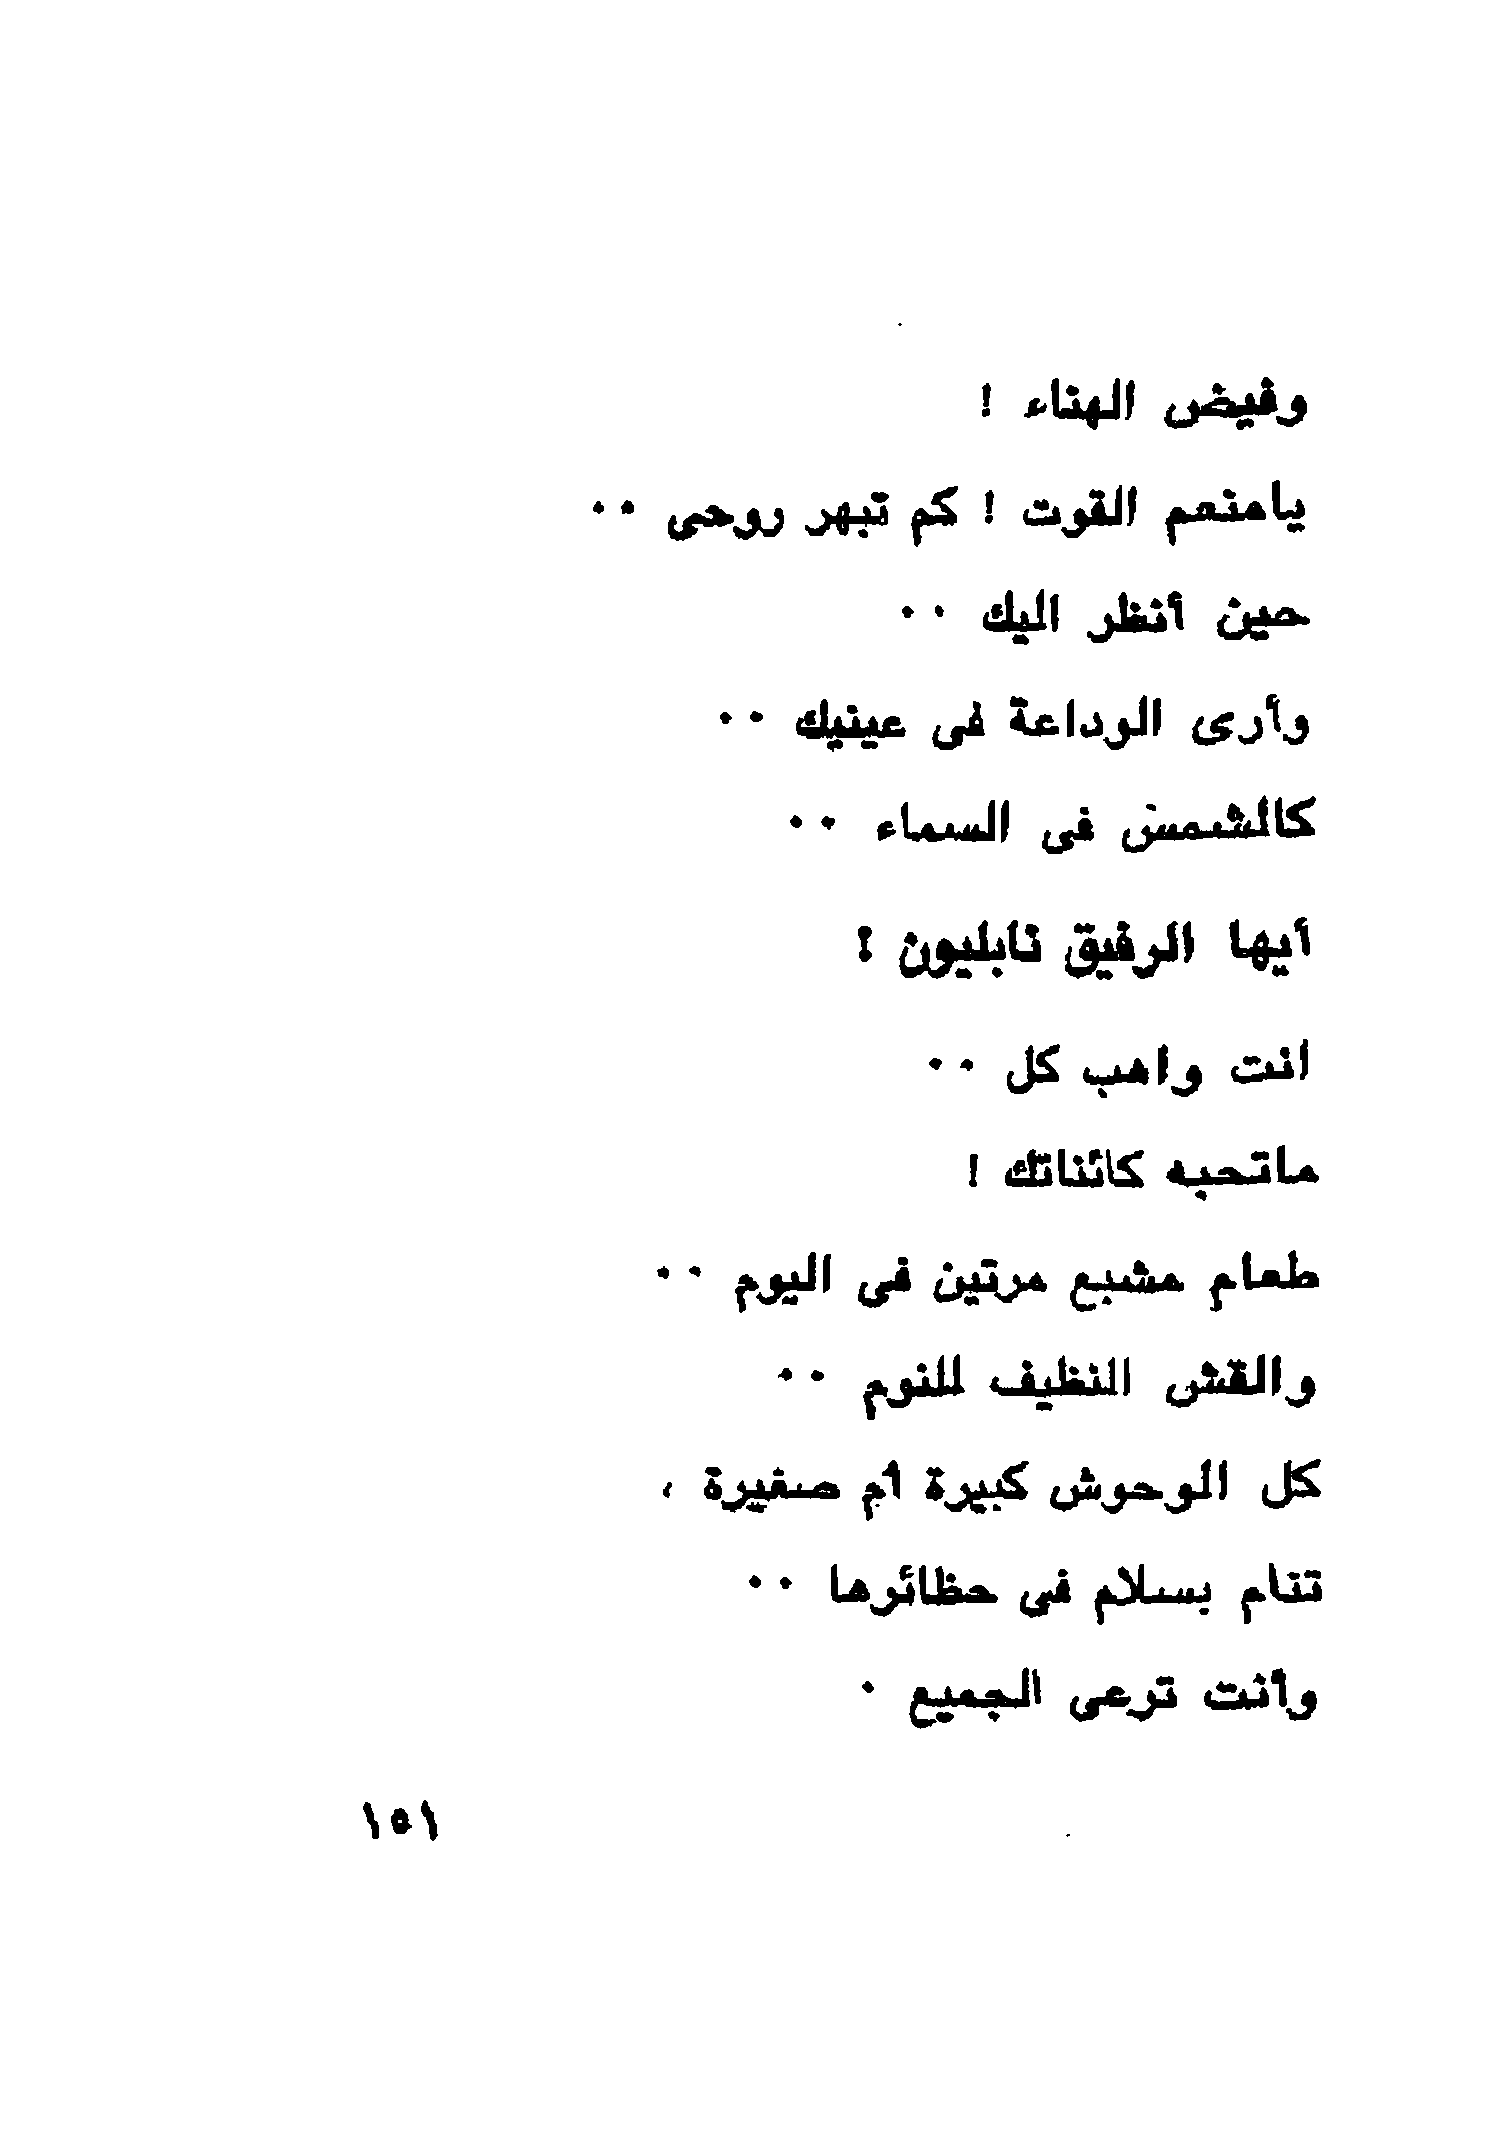 وفيض الهناء !
يامنعم القوت ! كم تبهر روحى ..
حين أنظر اليك ..
وأرى الوداعة فى عينيك ..
كالشمس فى السماء ..
أيها الرفيق نابليون !
انت واهب كل ..
ماتحبه كائناتك !
طعام مشبع مرتين فى اليوم ..
والقش النظيف للنوم ..
كل الوحوش كبيرة أم صغيرة ،
تنام بسلام فى حظائرها ..
وأنت ترعى الجميع .
١٥١